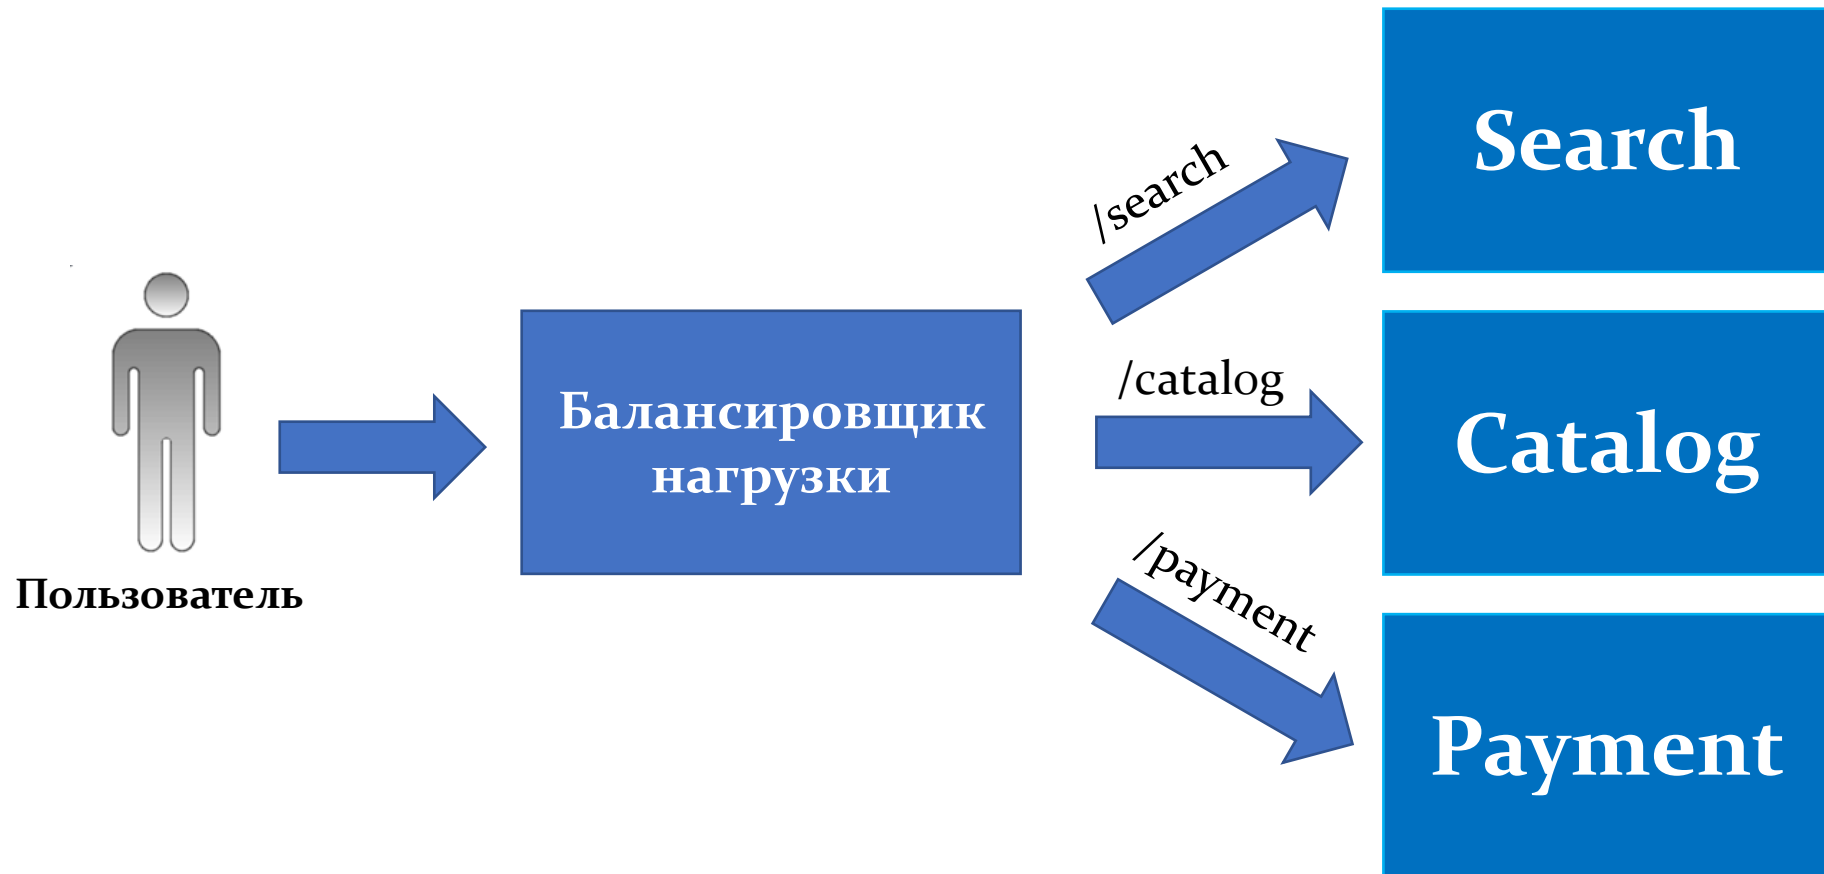 Пользователь
Балансировщик
нагрузки
/search
/catalog
/payment
Search
Catalog
Payment